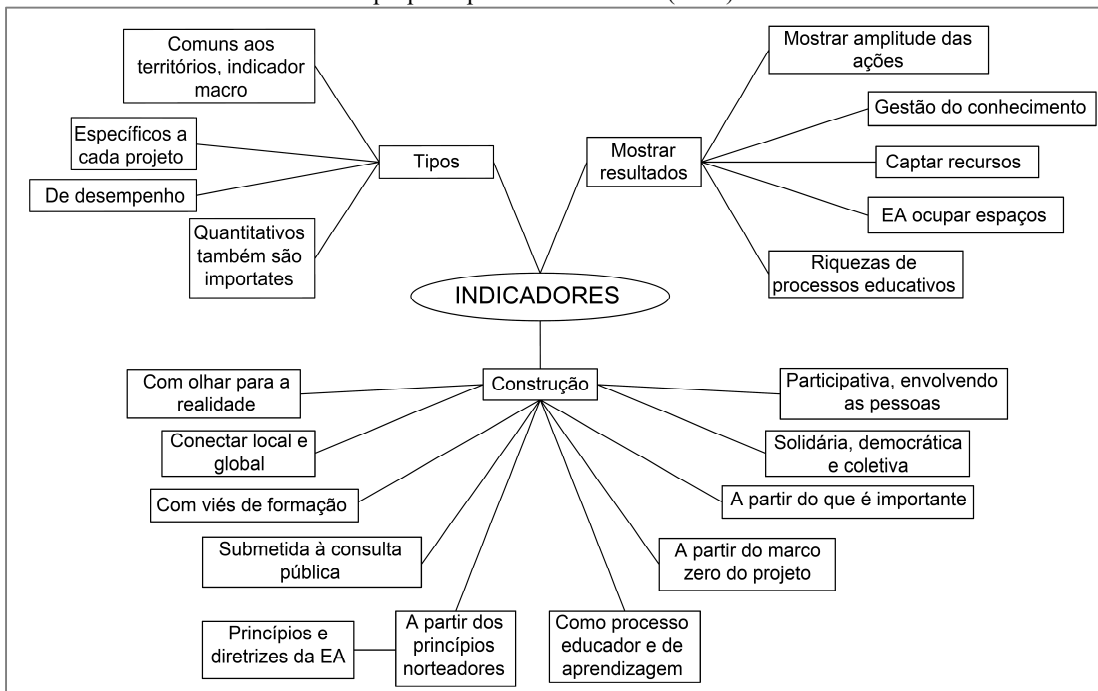 Comuns aos
territórios, indicador
macro
Específicos a
cada projeto
De desempenho
Quantitativos
também são
importates
Tipos
Mostrar
resultados
Mostrar amplitude das
ações
Gestão do conhecimento
Captar recursos
EA ocupar espaços
Riquezas de
processos educativos
INDICADORES
Construção
Com olhar para a
realidade
Conectar local e
global
Com viés de formação
Submetida à consulta
pública
Princípios e
diretrizes da EA
A partir dos
princípios
norteadores
Como processo
educador e de
aprendizagem
A partir do marco
zero do projeto
A partir do que é importante
Solidária, democrática
e coletiva
Participativa, envolvendo
as pessoas